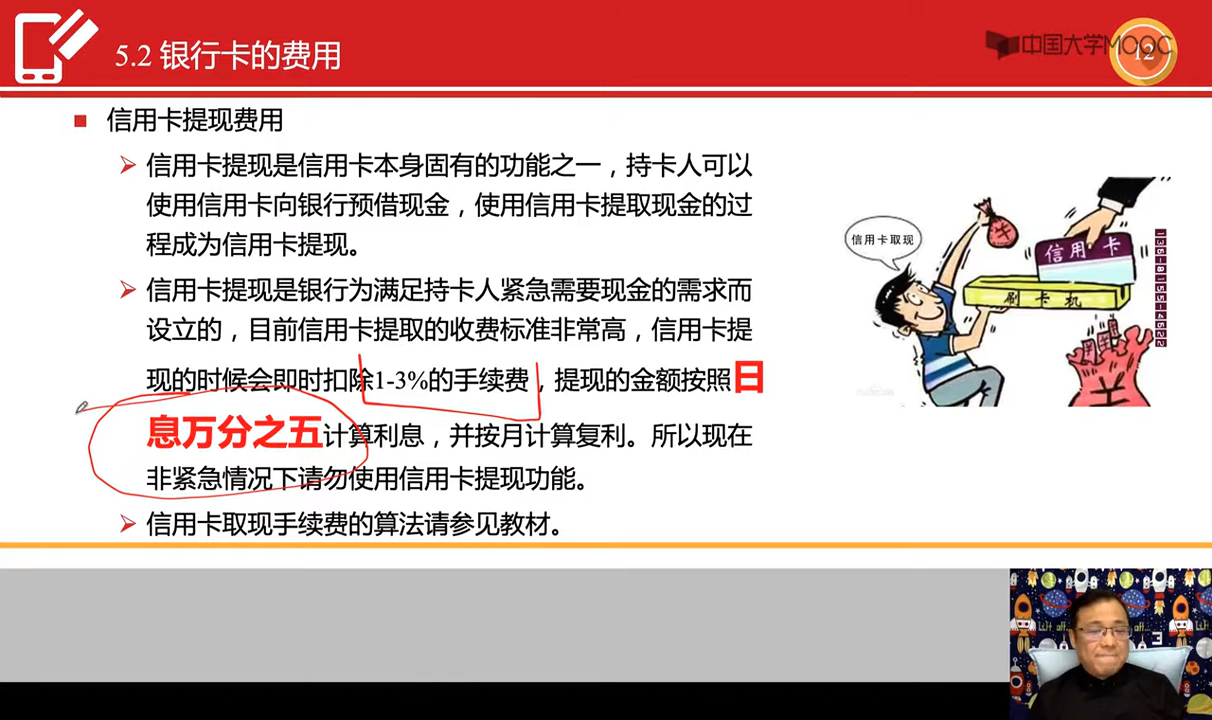 5.2 银行卡的费用
中国大学MOOC
12
信用卡提现费用
信用卡提现是信用卡本身固有的功能之一，持卡人可以
使用信用卡向银行预借现金，使用信用卡提取现金的过
程成为信用卡提现。
信用卡提现是银行为满足持卡人紧急需要现金的需求而
设立的，目前信用卡提取的收费标准非常高，信用卡提
现的时候会即时扣除1-3%的手续费，提现的金额按照日
息万分之五计算利息，并按月计算复利。所以现在
非紧急情况下请勿使用信用卡提现功能。
信用卡取现手续费的算法请参见教材。
信用卡取现
信用卡
刷卡机